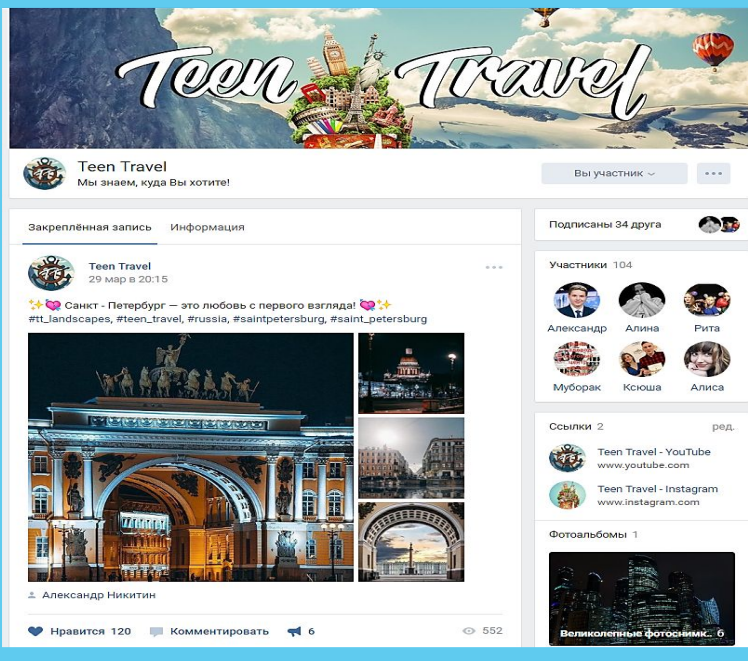 Teen Travel
Teen Travel
Мы знаем, куда Вы хотите!
Вы участник
Закреплённая запись Информация
Teen Travel
29 мар в 20:15
Санкт - Петербург — это любовь с первого взгляда!
#tt_landscapes, #teen_travel, #russia, #saintpetersburg, #saint_petersburg
Александр Никитин
Нравится 120 Комментировать 6 552
Подписаны 34 друга
Участники 104
Александр Алина Рита
Муборак Ксюша Алиса
Ссылки 2 ред.
Teen Travel - YouTube
www.youtube.com
Teen Travel - Instagram
www.instagram.com
Фотоальбомы 1
Великолепные фотоснимк.. 6